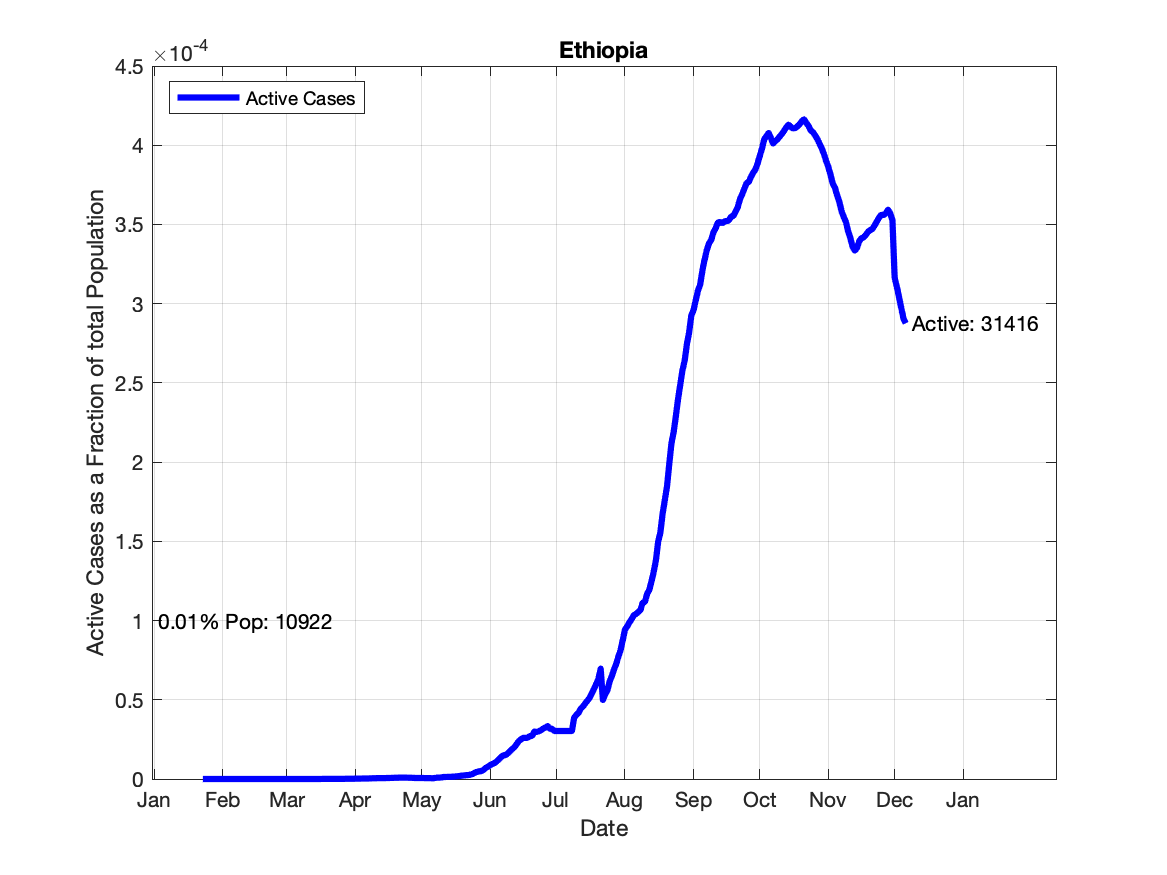 Ethiopia
×10-4
Active Cases
4.5
4
3.5
3
2.5
2
1.5
1
0.5
0
Active Cases as a Fraction of total Population
0.01% Pop: 10922
Active: 31416
Jan Feb Mar Apr May Jun Jul Aug Sep Oct Nov Dec Jan
Date